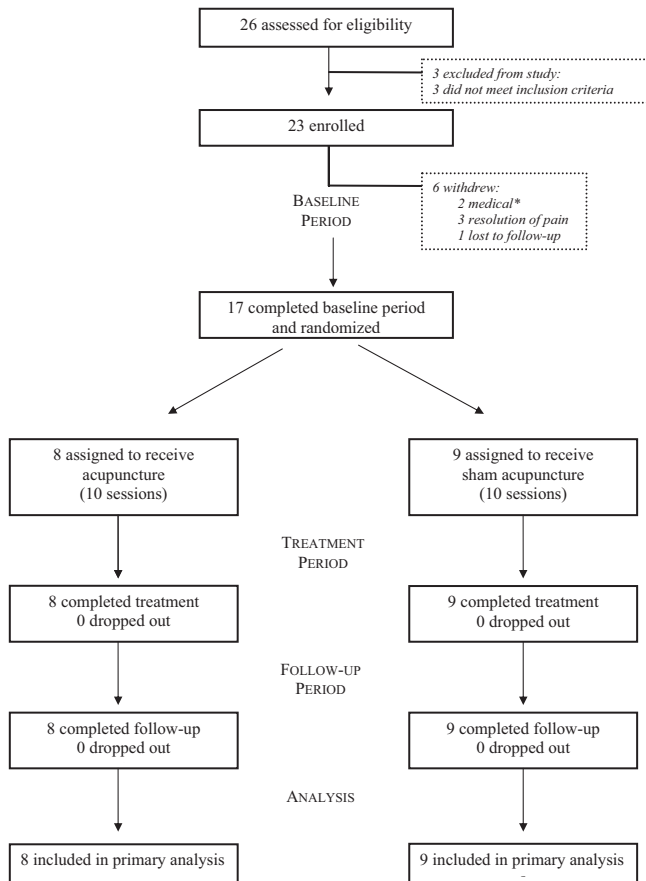 26 assessed for eligibility
3 excluded from study:
3 did not meet inclusion criteria
23 enrolled
6 withdrew:
2 medical*
3 resolution of pain
1 lost to follow-up
BASELINE
PERIOD
17 completed baseline period
and randomized
8 assigned to receive
acupuncture
(10 sessions)
9 assigned to receive
sham acupuncture
(10 sessions)
TREATMENT
PERIOD
8 completed treatment
0 dropped out
9 completed treatment
0 dropped out
FOLLOW-UP
PERIOD
8 completed follow-up
0 dropped out
9 completed follow-up
0 dropped out
ANALYSIS
8 included in primary analysis
9 included in primary analysis